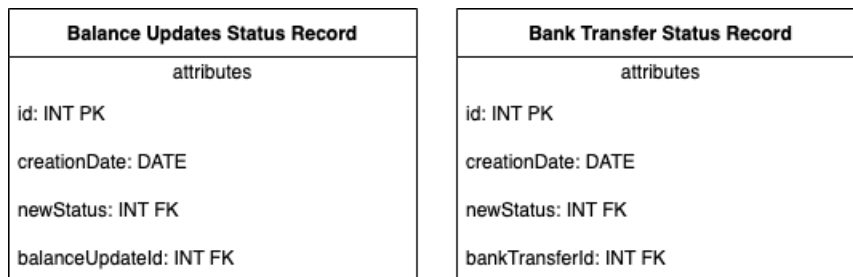 Balance Updates Status Record
attributes
id: INT PK
creationDate: DATE
newStatus: INT FK
balanceUpdateId: INT FK
Bank Transfer Status Record
attributes
id: INT PK
creationDate: DATE
newStatus: INT FK
bankTransferId: INT FK